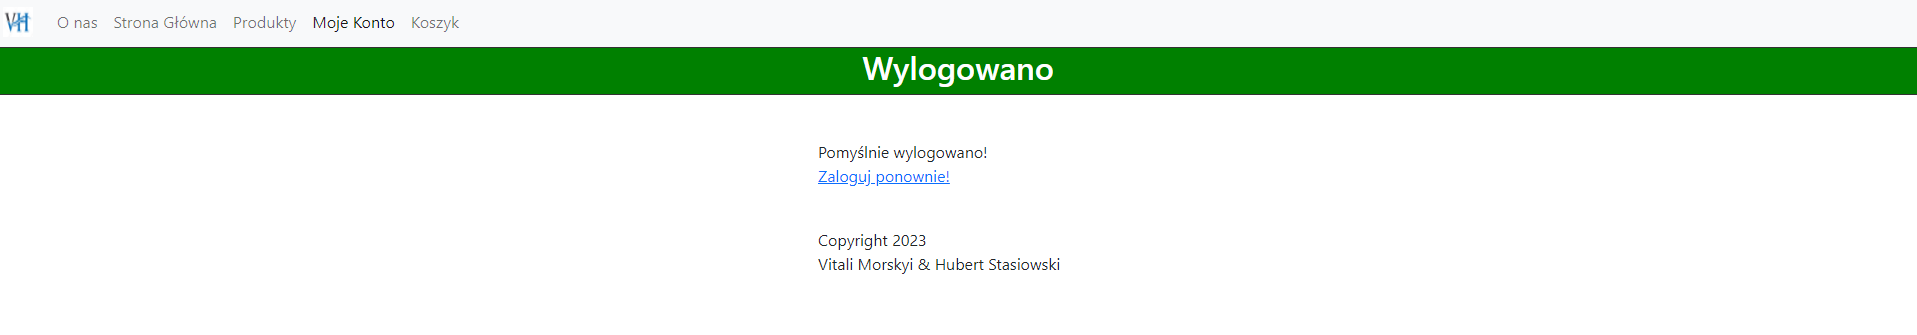 VH O nas Strona Główna Produkty Moje Konto Koszyk
Wylogowano
Pomyślnie wylogowano!
Zaloguj ponownie!
Copyright 2023
Vitali Morskyi & Hubert Stasiowski